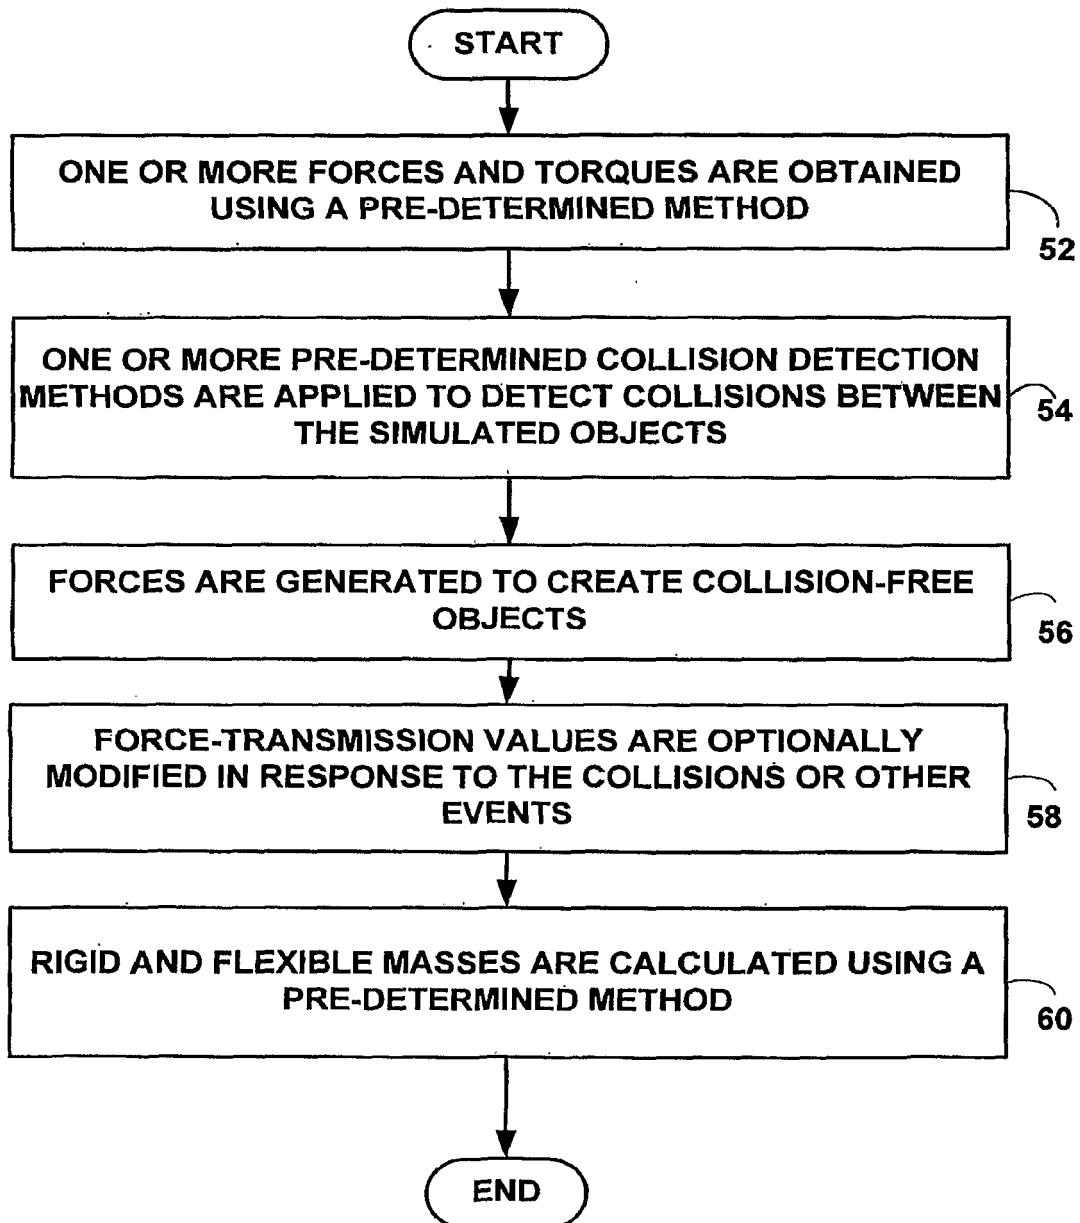 START
ONE OR MORE FORCES AND TORQUES ARE OBTAINED
USING A PRE-DETERMINED METHOD
52
ONE OR MORE PRE-DETERMINED COLLISION DETECTION
METHODS ARE APPLIED TO DETECT COLLISIONS BETWEEN
THE SIMULATED OBJECTS
54
FORCES ARE GENERATED TO CREATE COLLISION-FREE
OBJECTS
56
FORCE-TRANSMISSION VALUES ARE OPTIONALLY
MODIFIED IN RESPONSE TO THE COLLISIONS OR OTHER
EVENTS
58
RIGID AND FLEXIBLE MASSES ARE CALCULATED USING A
PRE-DETERMINED METHOD
60
END